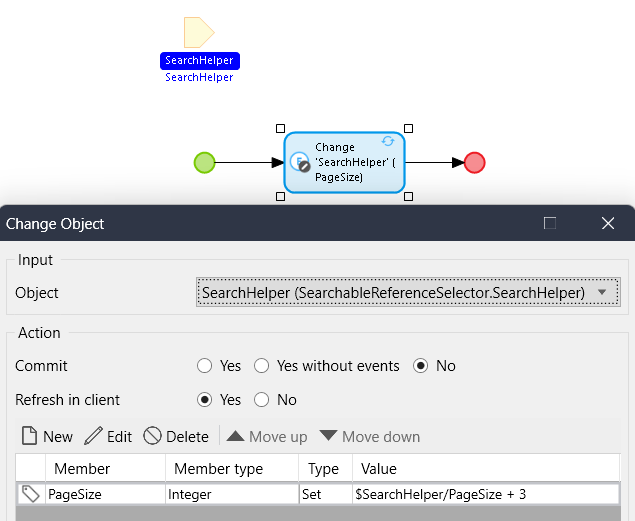 SearchHelper
SearchHelper
Change
'SearchHelper' (
PageSize)
Change Object
Input
Object SearchHelper (SearchableReferenceSelector.SearchHelper)
Action
Commit Yes Yes without events No
Refresh in client Yes No
New Edit Delete Move up Move down
Member Member type Type Value
PageSize Integer Set $SearchHelper/PageSize + 3